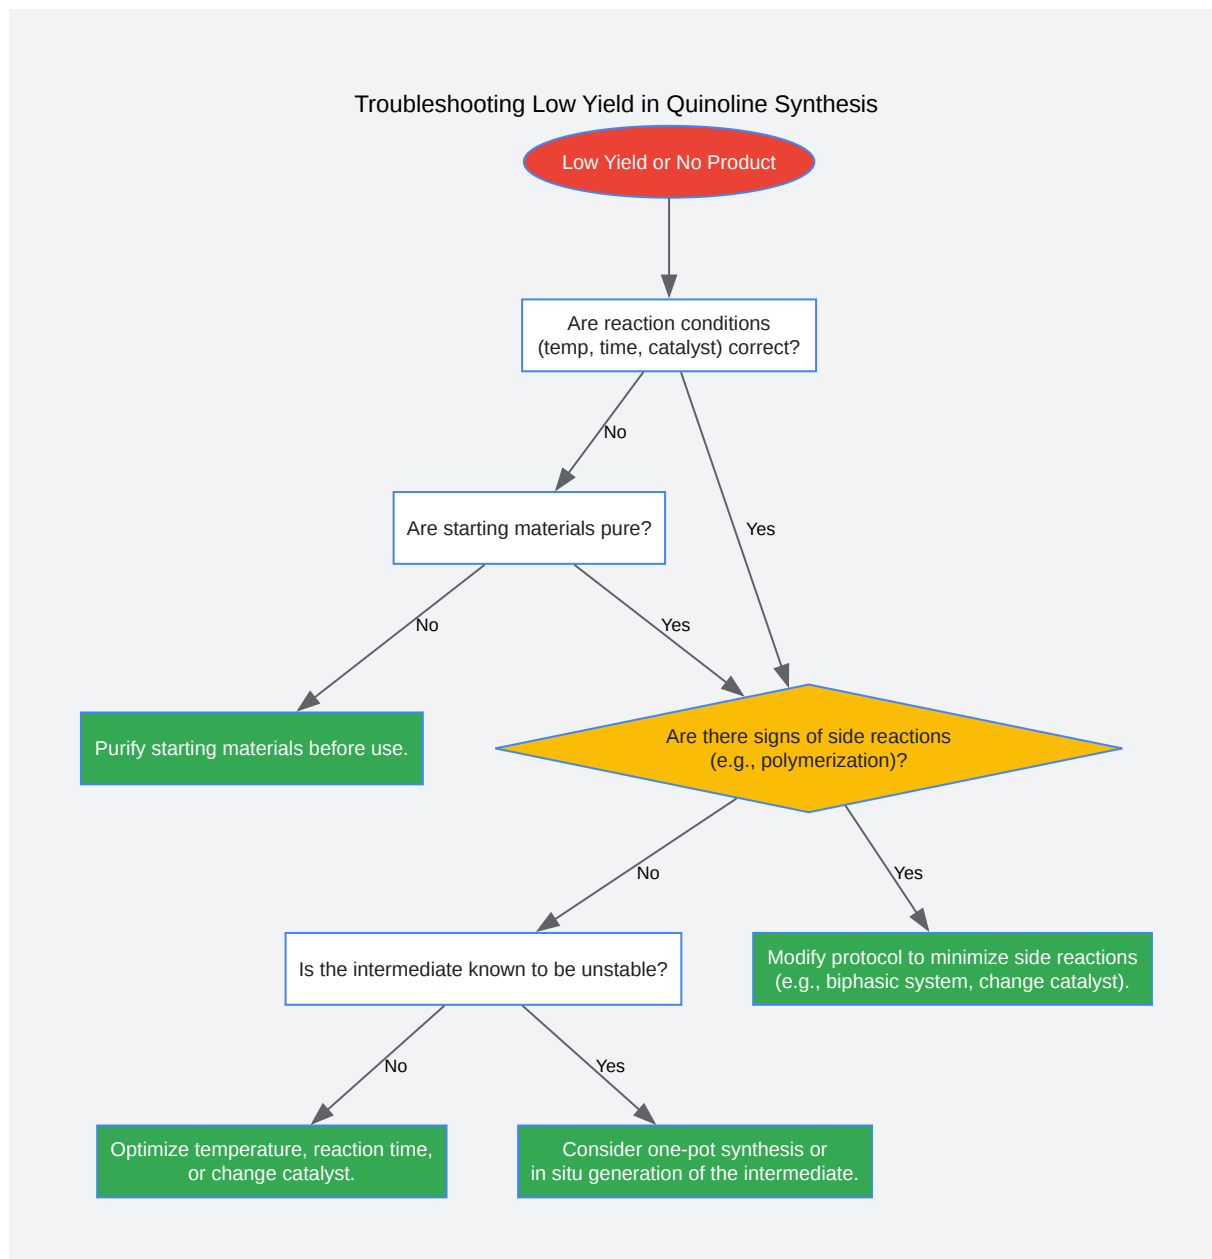 Troubleshooting Low Yield in Quinoline Synthesis
Low Yield or No Product
Are reaction conditions
(temp, time, catalyst) correct?
No
Are starting materials pure?
Yes
No
Yes
Purify starting materials before use.
Are there signs of side reactions
(e.g., polymerization)?
No
Yes
Is the intermediate known to be unstable?
Modify protocol to minimize side reactions
(e.g., biphasic system, change catalyst).
No
Yes
Optimize temperature, reaction time,
or change catalyst.
Consider one-pot synthesis or
in situ generation of the intermediate.